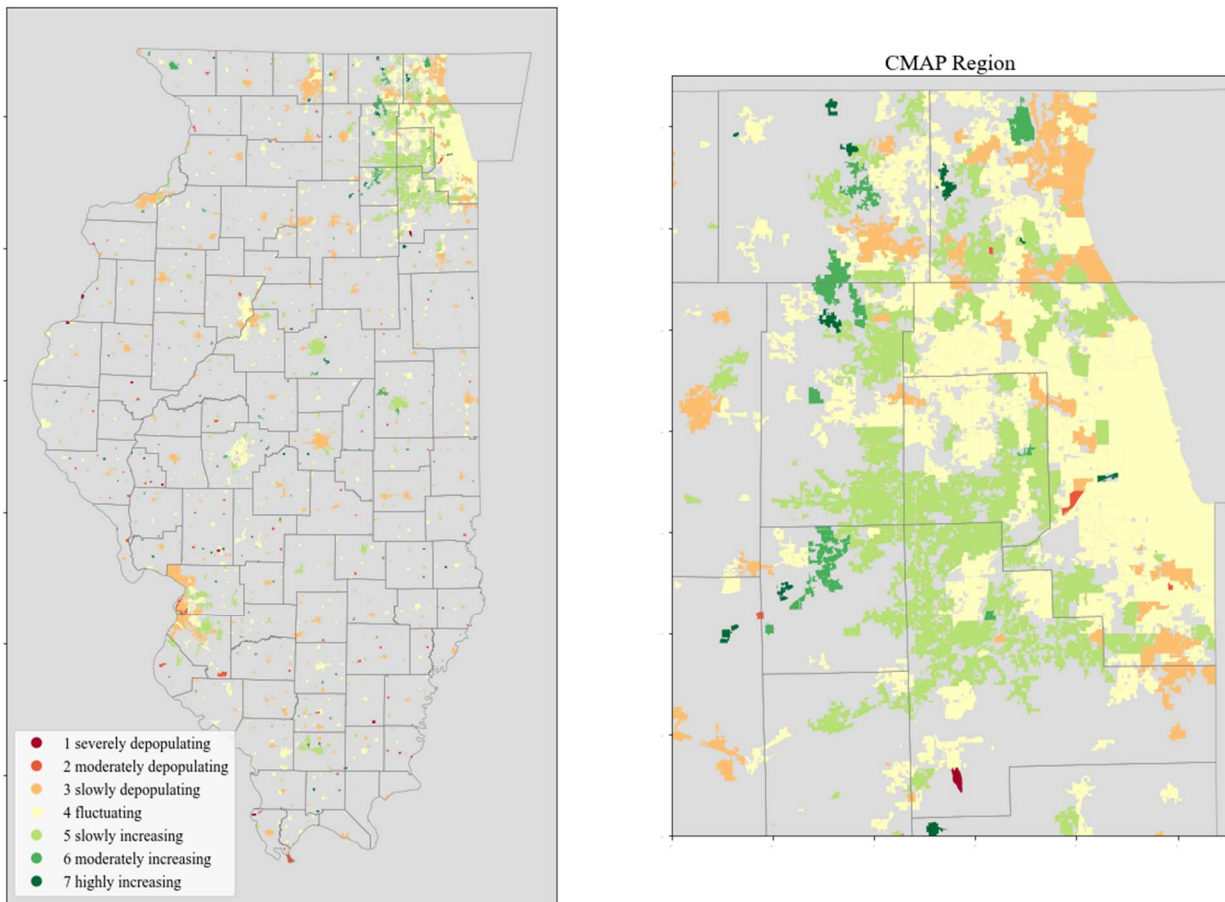 CMAP Region
1 severely depopulating
2 moderately depopulating
3 slowly depopulating
4 fluctuating
5 slowly increasing
6 moderately increasing
7 highly increasing